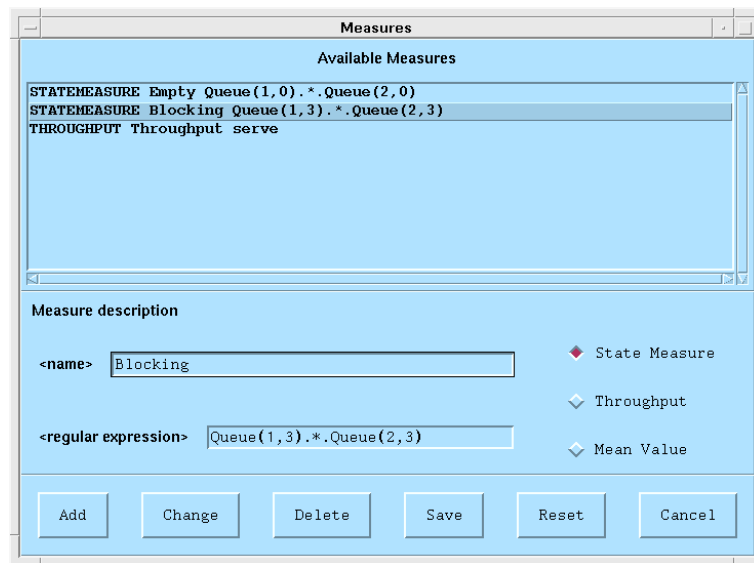 Measures
Available Measures
STATEMEASURE Empty Queue(1,0).*.Queue(2,0)
STATEMEASURE Blocking Queue(1,3).*.Queue(2,3)
THROUGHPUT Throughput serve
Measure description
<name> Blocking
State Measure
Throughput
<regular expression> Queue(1,3).*.Queue(2,3)
Mean Value
Add Change Delete Save Reset Cancel